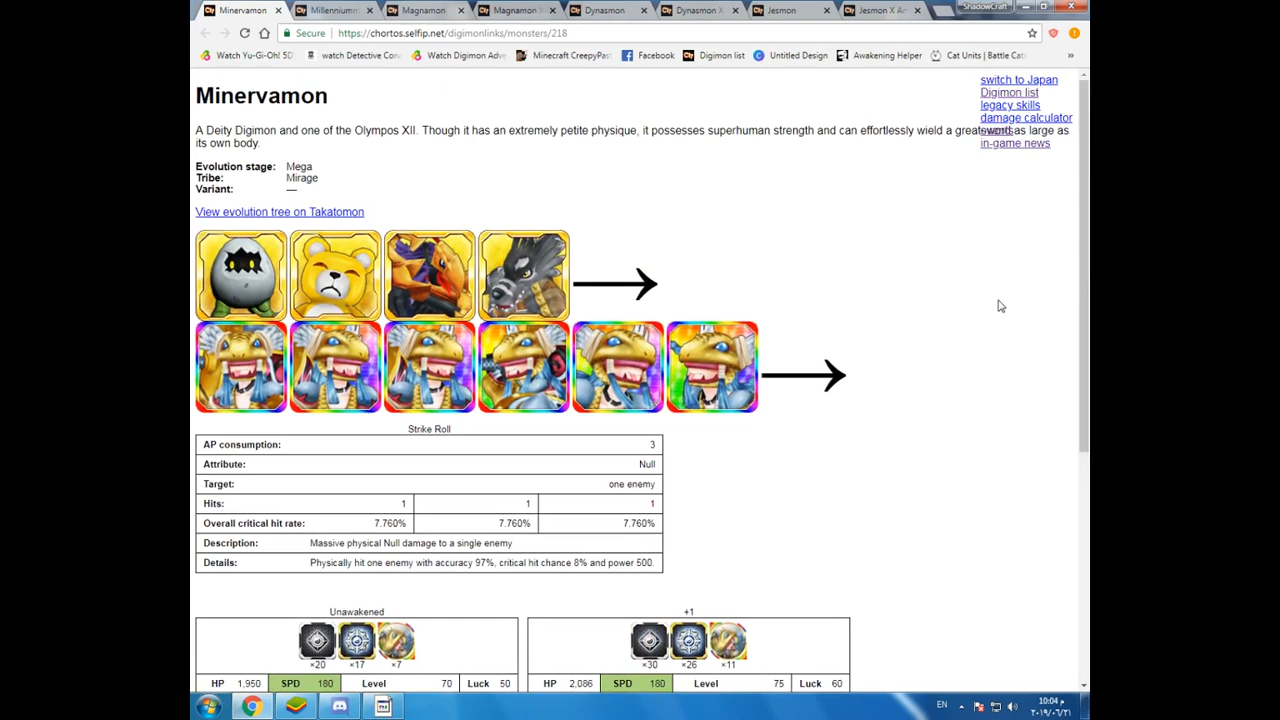 Minervamon
Millennium
Magnamon
Magnamon X
Dynasmon
Dynasmon X
Jesmon
Jesmon X An
ShadowCraft
Secure
https://chortos.selfip.net/digimonlinks/monsters/218
Watch Yu-Gi-Oh! 5D
watch Detective Con
Watch Digimon Adve
Minecraft CreepyPast
Facebook
Digimon list
Untitled Design
Awakening Helper
Cat Units | Battle Cat
»
Minervamon
switch to Japan
Digimon list
legacy skills
damage calculator
in-game news
A Deity Digimon and one of the Olympos XII. Though it has an extremely petite physique, it possesses superhuman strength and can effortlessly wield a great sword as large as
its own body.
Evolution stage: Mega
Tribe: Mirage
Variant: —
View evolution tree on Takatomon
Strike Roll
AP consumption: 3
Attribute: Null
Target: one enemy
Hits: 1 1 1
Overall critical hit rate: 7.760% 7.760% 7.760%
Description: Massive physical Null damage to a single enemy
Details: Physically hit one enemy with accuracy 97%, critical hit chance 8% and power 500.
Unawakened
×20 ×17 ×7
HP 1,950 SPD 180 Level 70 Luck 50
+1
×30 ×26 ×11
HP 2,086 SPD 180 Level 75 Luck 60
EN
10:04 م
٢٠١٩/٠٦/٢١